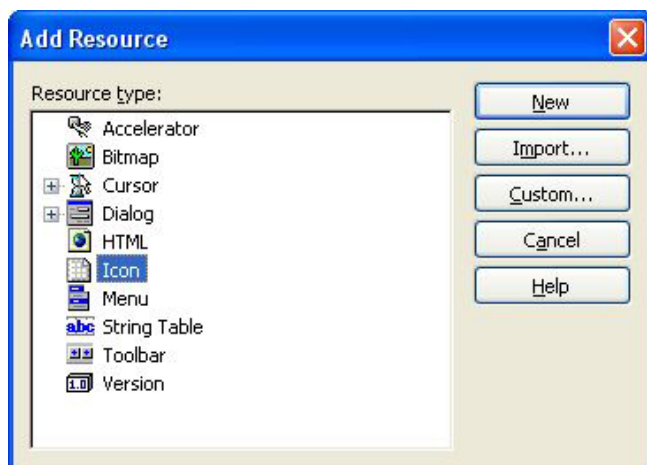 Add Resource
Resource type:
Accelerator
Bitmap
Cursor
Dialog
HTML
Icon
Menu
abc String Table
Toolbar
1.0 Version
New
Import...
Custom...
Cancel
Help